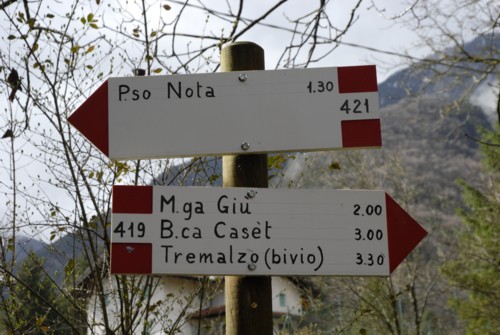 P.so Nota 1.30
421
M.ga Giù 2.00
419 B.ca Casèt 3.00
Tremalzo (bivio) 3.30